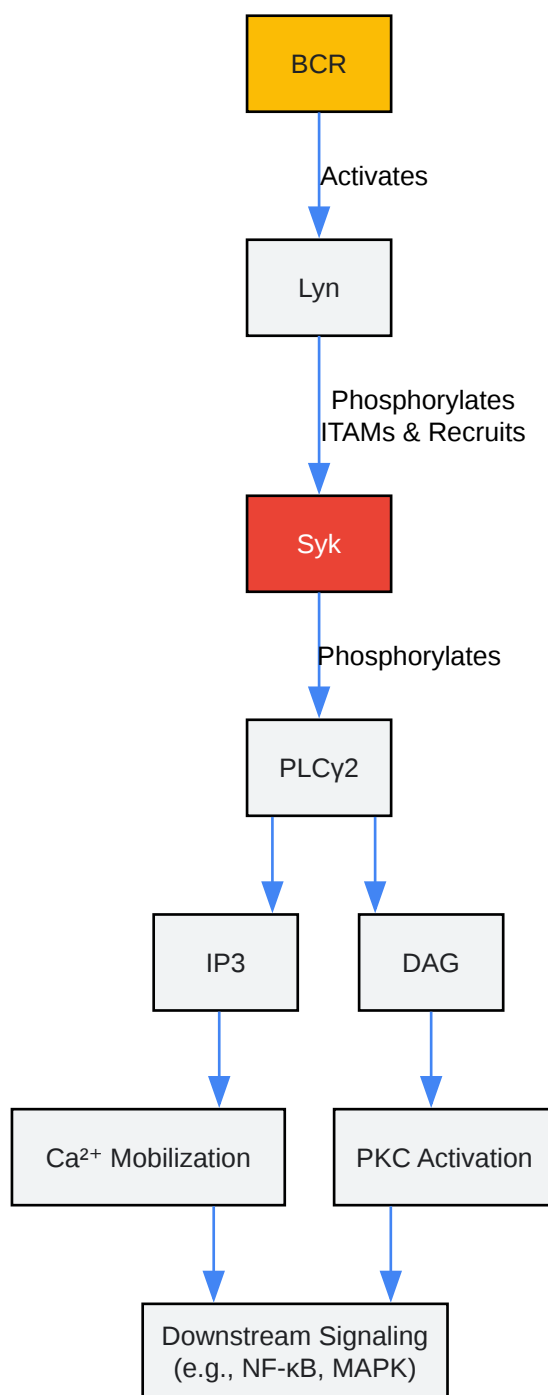 BCR
Activates
Lyn
Phosphorylates
ITAMs & Recruits
Syk
Phosphorylates
PLCγ2
IP3
DAG
Ca²⁺ Mobilization
PKC Activation
Downstream Signaling
(e.g., NF-κB, MAPK)